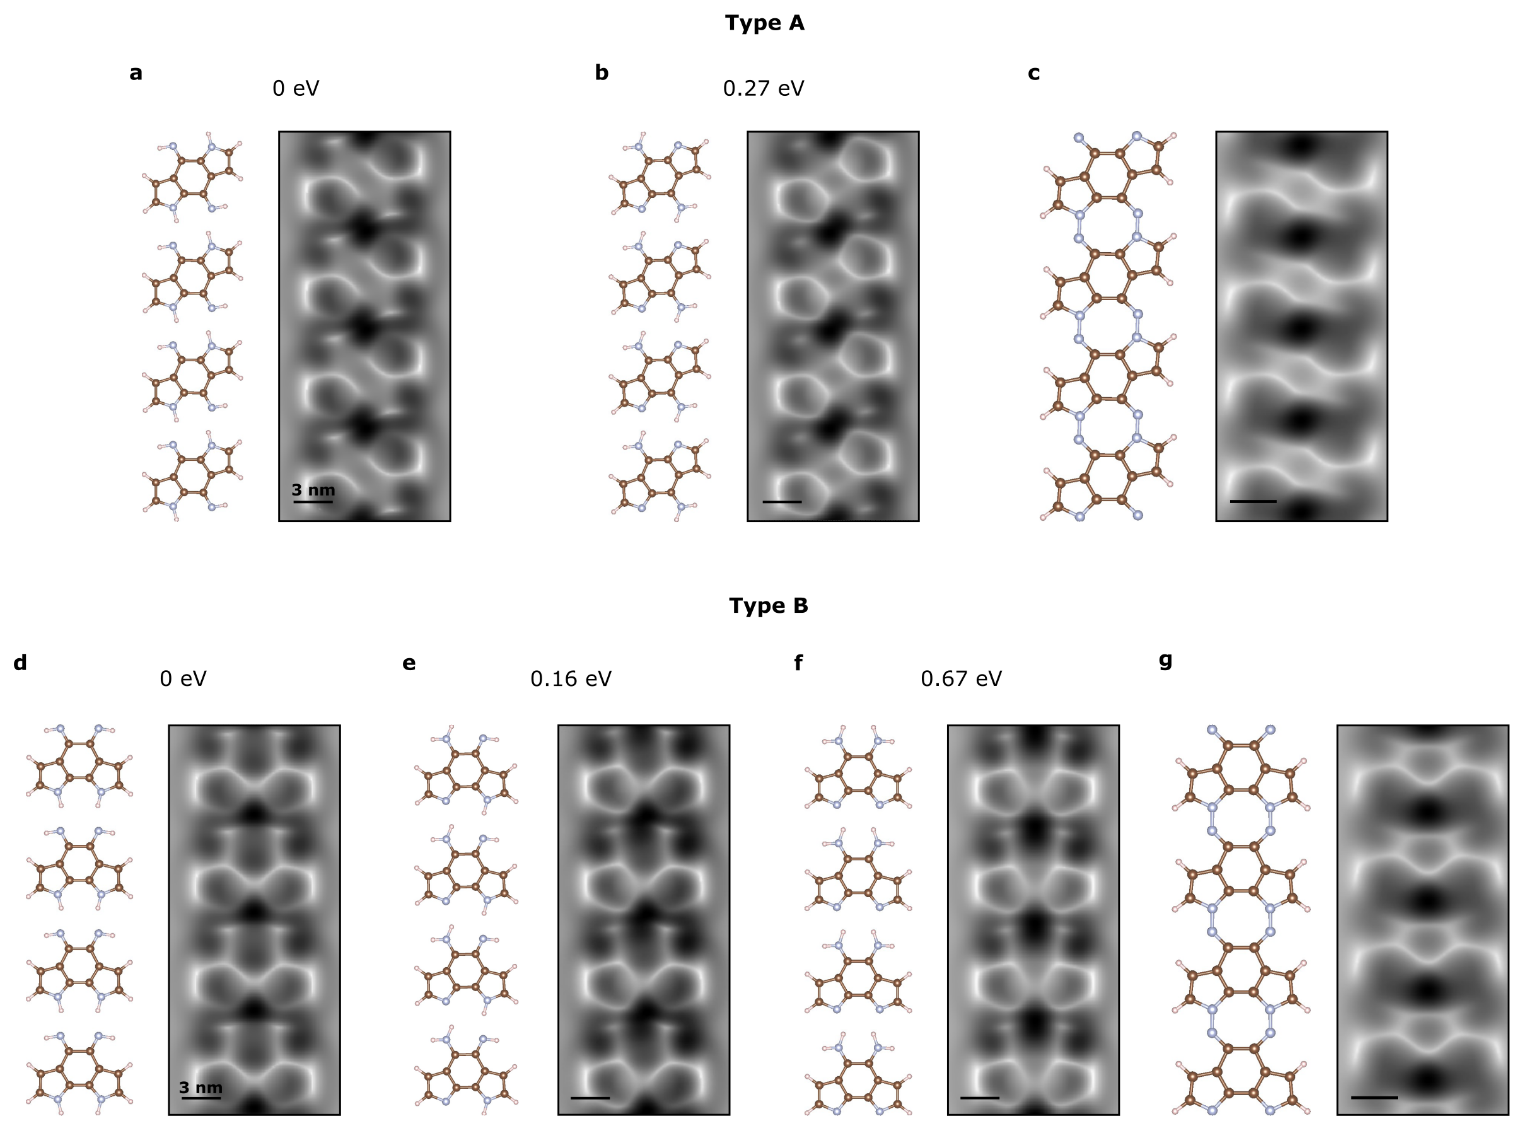 Type A
a
b
c
0 eV
0.27 eV
3 nm
Type B
d
e
f
g
0 eV
0.16 eV
0.67 eV
3 nm